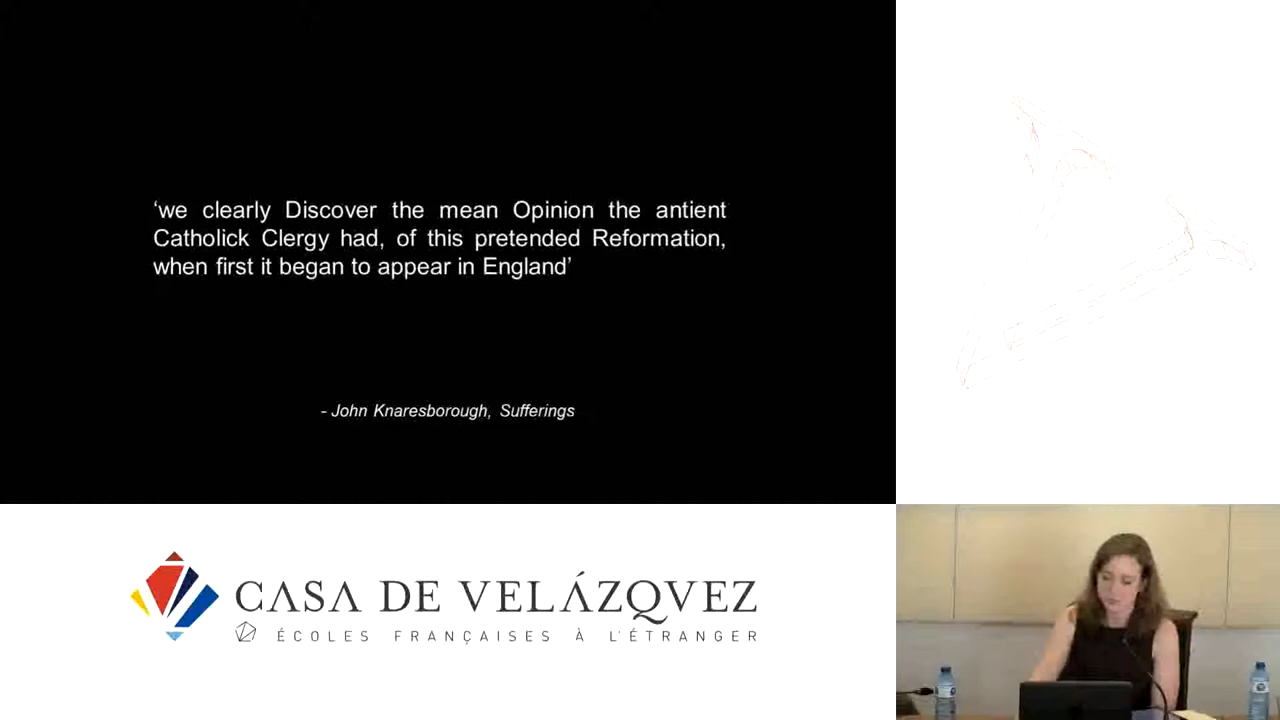 ‘we clearly Discover the mean Opinion the antient
Catholick Clergy had, of this pretended Reformation,
when first it began to appear in England’
- John Knaresborough, Sufferings
CASA DE VELÁZQVEZ
ÉCOLES FRANÇAISES À L'ÉTRANGER